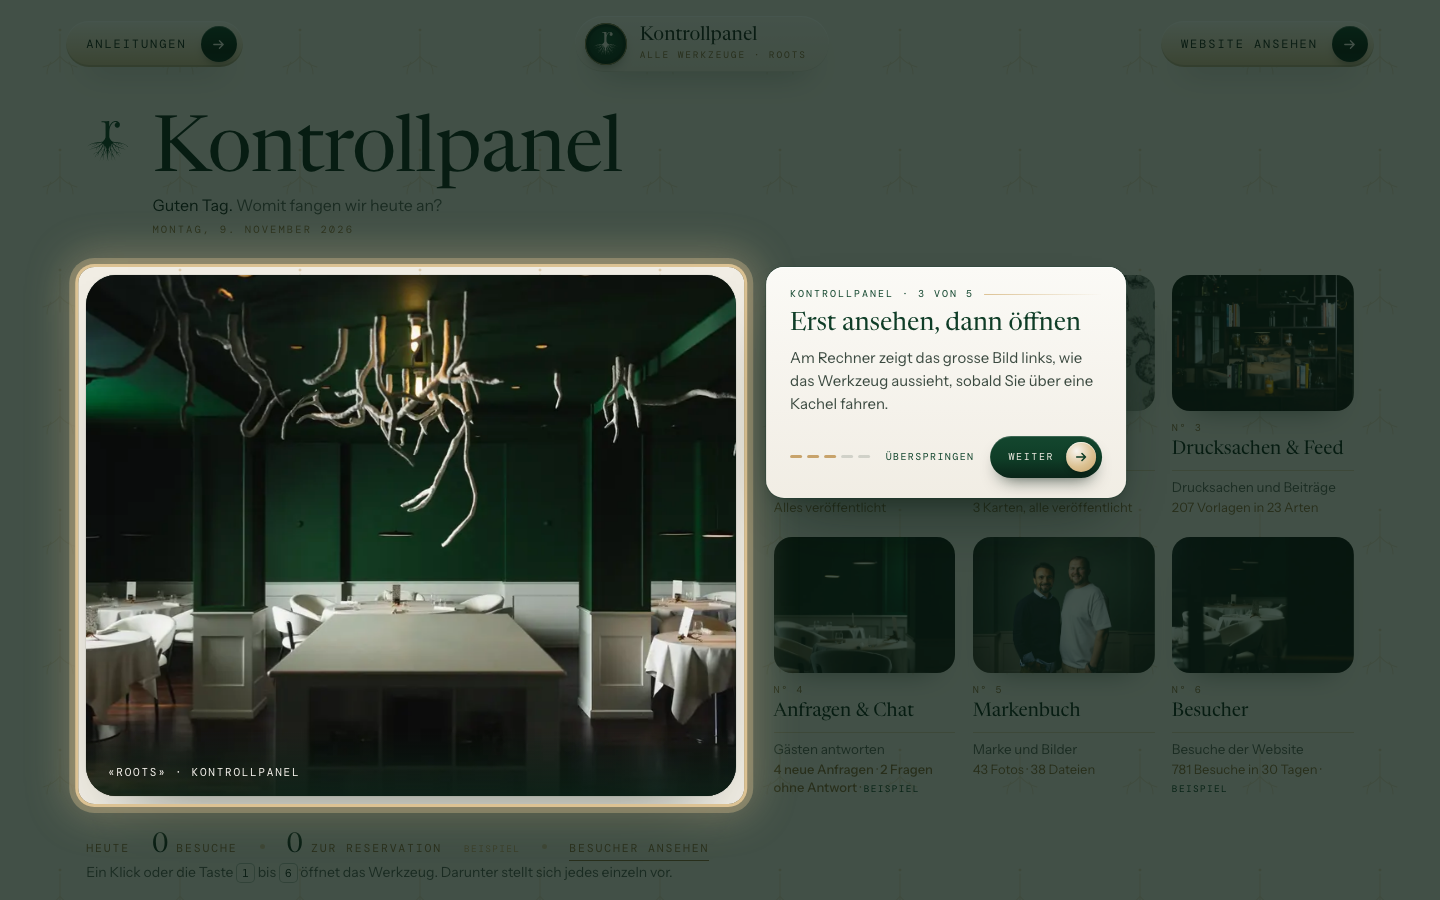 ANLEITUNGEN
r
Kontrollpanel
ALLE WERKZEUGE · ROOTS
WEBSITE ANSEHEN
r
Kontrollpanel
Guten Tag. Womit fangen wir heute an?
MONTAG, 9. NOVEMBER 2026
«ROOTS» · KONTROLLPANEL
KONTROLLPANEL · 3 VON 5
Erst ansehen, dann öffnen
Am Rechner zeigt das grosse Bild links, wie
das Werkzeug aussieht, sobald Sie über eine
Kachel fahren.
ÜBERSPRINGEN
WEITER
Alles veröffentlicht
3 Karten, alle veröffentlicht
N° 3
Drucksachen & Feed
Drucksachen und Beiträge
207 Vorlagen in 23 Arten
N° 4
Anfragen & Chat
Gästen antworten
4 neue Anfragen · 2 Fragen
ohne Antwort · BEISPIEL
N° 5
Markenbuch
Marke und Bilder
43 Fotos · 38 Dateien
N° 6
Besucher
Besuche der Website
781 Besuche in 30 Tagen ·
BEISPIEL
HEUTE 0 BESUCHE 0 ZUR RESERVATION BEISPIEL BESUCHER ANSEHEN
Ein Klick oder die Taste 1 bis 6 öffnet das Werkzeug. Darunter stellt sich jedes einzeln vor.